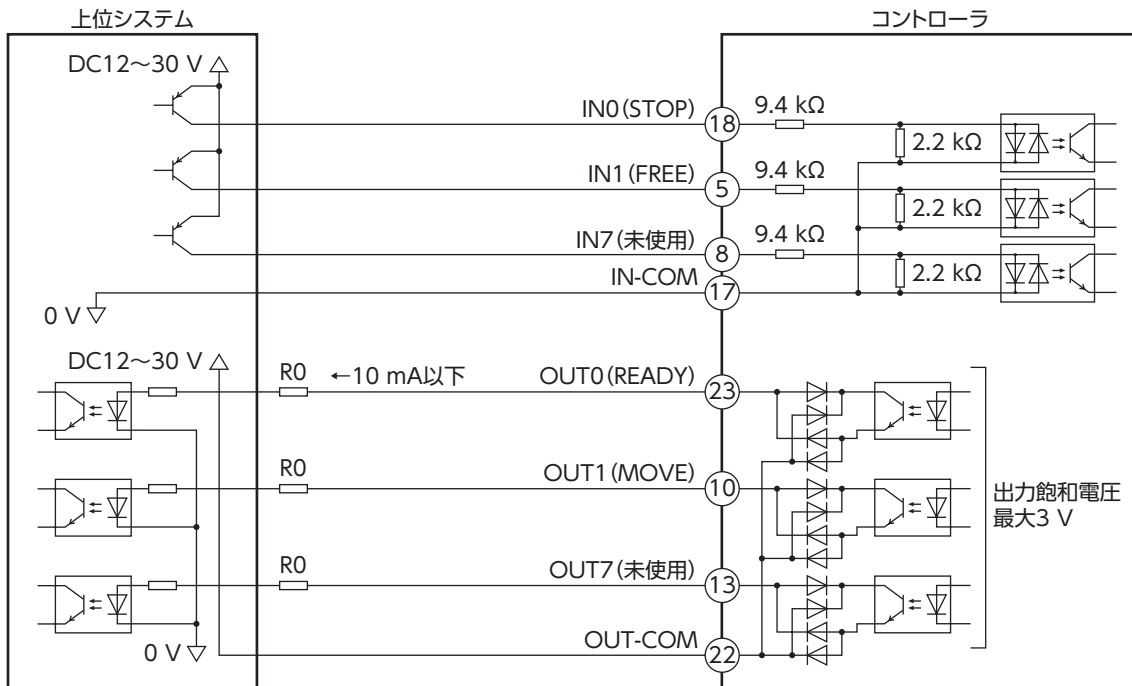 上位システム
コントローラ
DC12～30 V
IN0(STOP)
18
9.4 kΩ
2.2 kΩ
IN1(FREE)
5
9.4 kΩ
2.2 kΩ
IN7(未使用)
8
9.4 kΩ
2.2 kΩ
IN-COM
17
0 V
DC12～30 V
R0
←10 mA以下
OUT0(READY)
23
R0
OUT1(MOVE)
10
出力飽和電圧
最大3 V
R0
OUT7(未使用)
13
0 V
OUT-COM
22